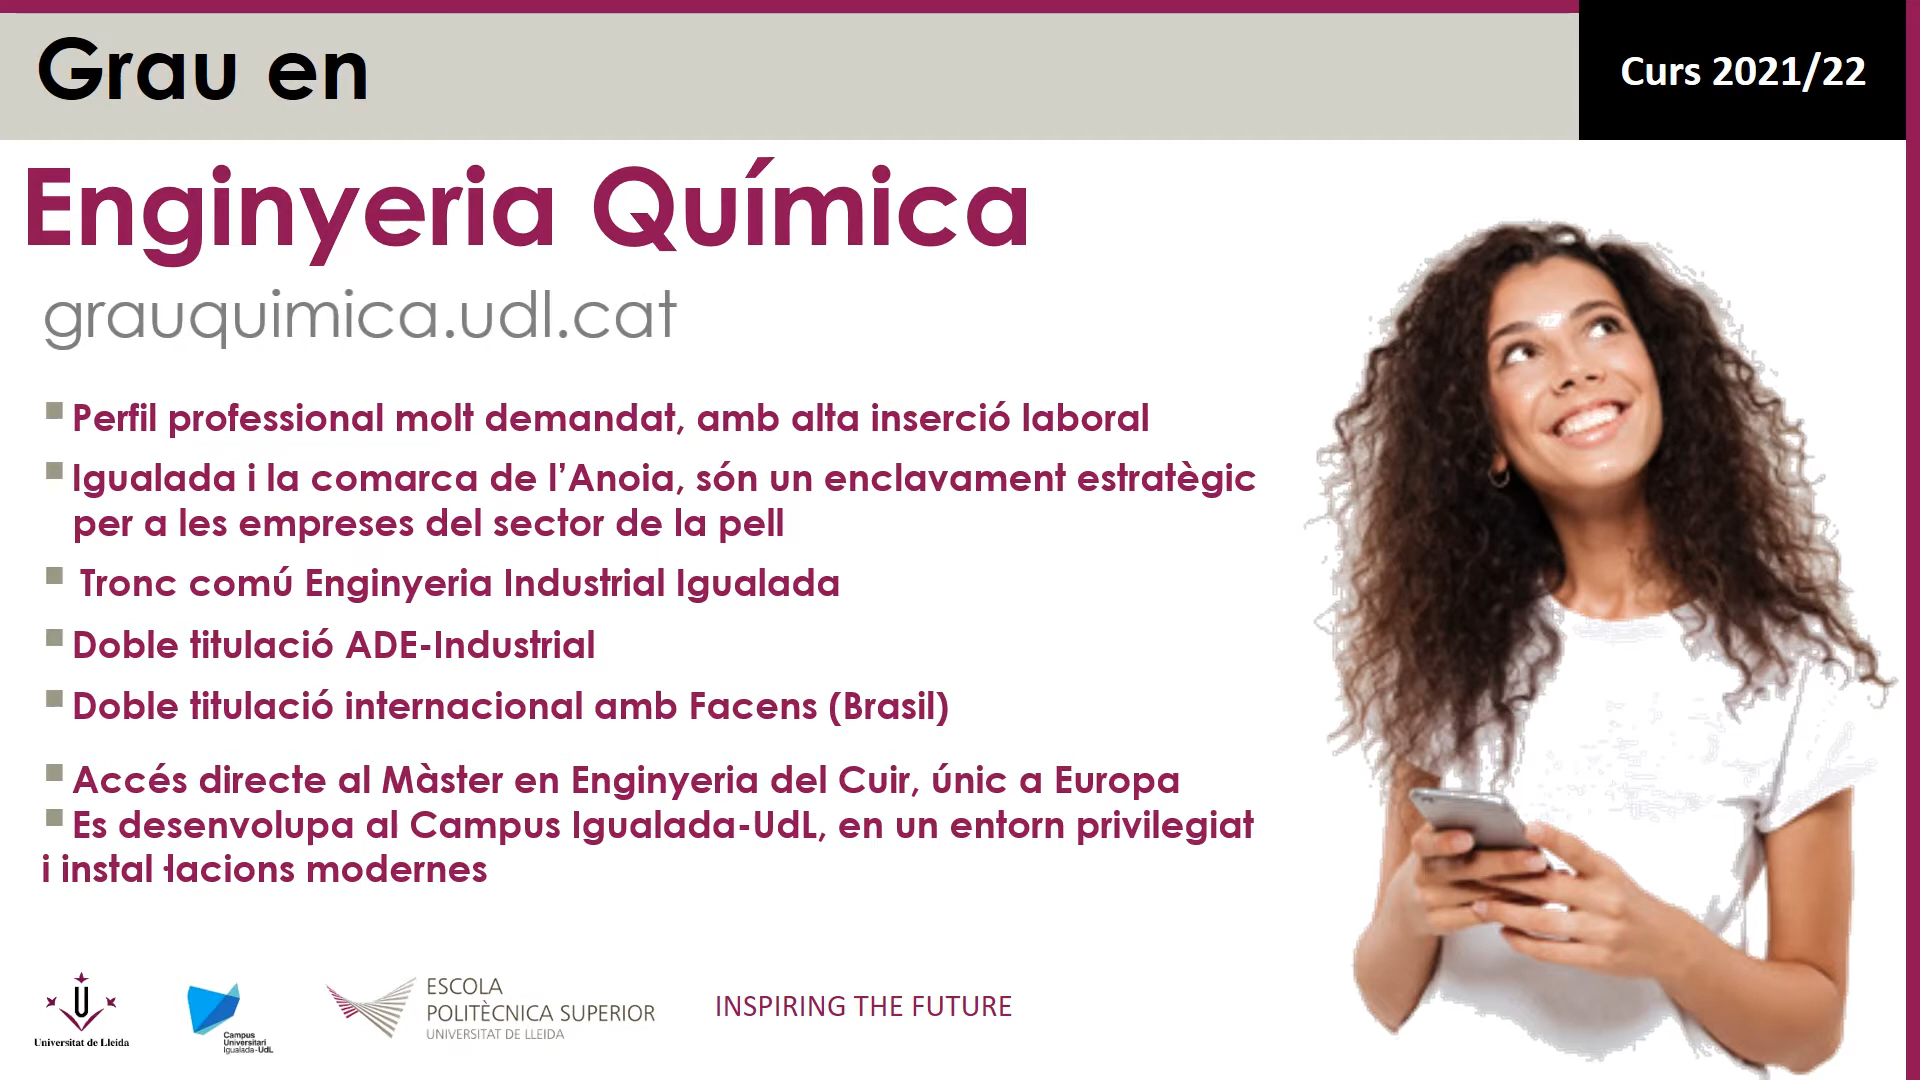 Grau en
Curs 2021/22
Enginyeria Química
grauquimica.udl.cat
Perfil professional molt demandat, amb alta inserció laboral
Igualada i la comarca de l’Anoia, són un enclavament estratègic
per a les empreses del sector de la pell
Tronc comú Enginyeria Industrial Igualada
Doble titulació ADE-Industrial
Doble titulació internacional amb Facens (Brasil)
Accés directe al Màster en Enginyeria del Cuir, únic a Europa
Es desenvolupa al Campus Igualada-UdL, en un entorn privilegiat
i instal·lacions modernes
U
Universitat de Lleida
Campus
Universitari
Igualada-UdL
ESCOLA
POLITÈCNICA SUPERIOR
UNIVERSITAT DE LLEIDA
INSPIRING THE FUTURE